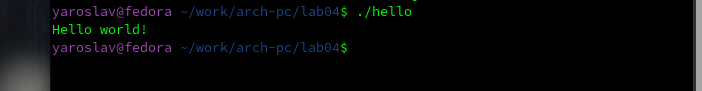 yaroslav@fedora ~/work/arch-pc/lab04$ ./hello
Hello world!
yaroslav@fedora ~/work/arch-pc/lab04$